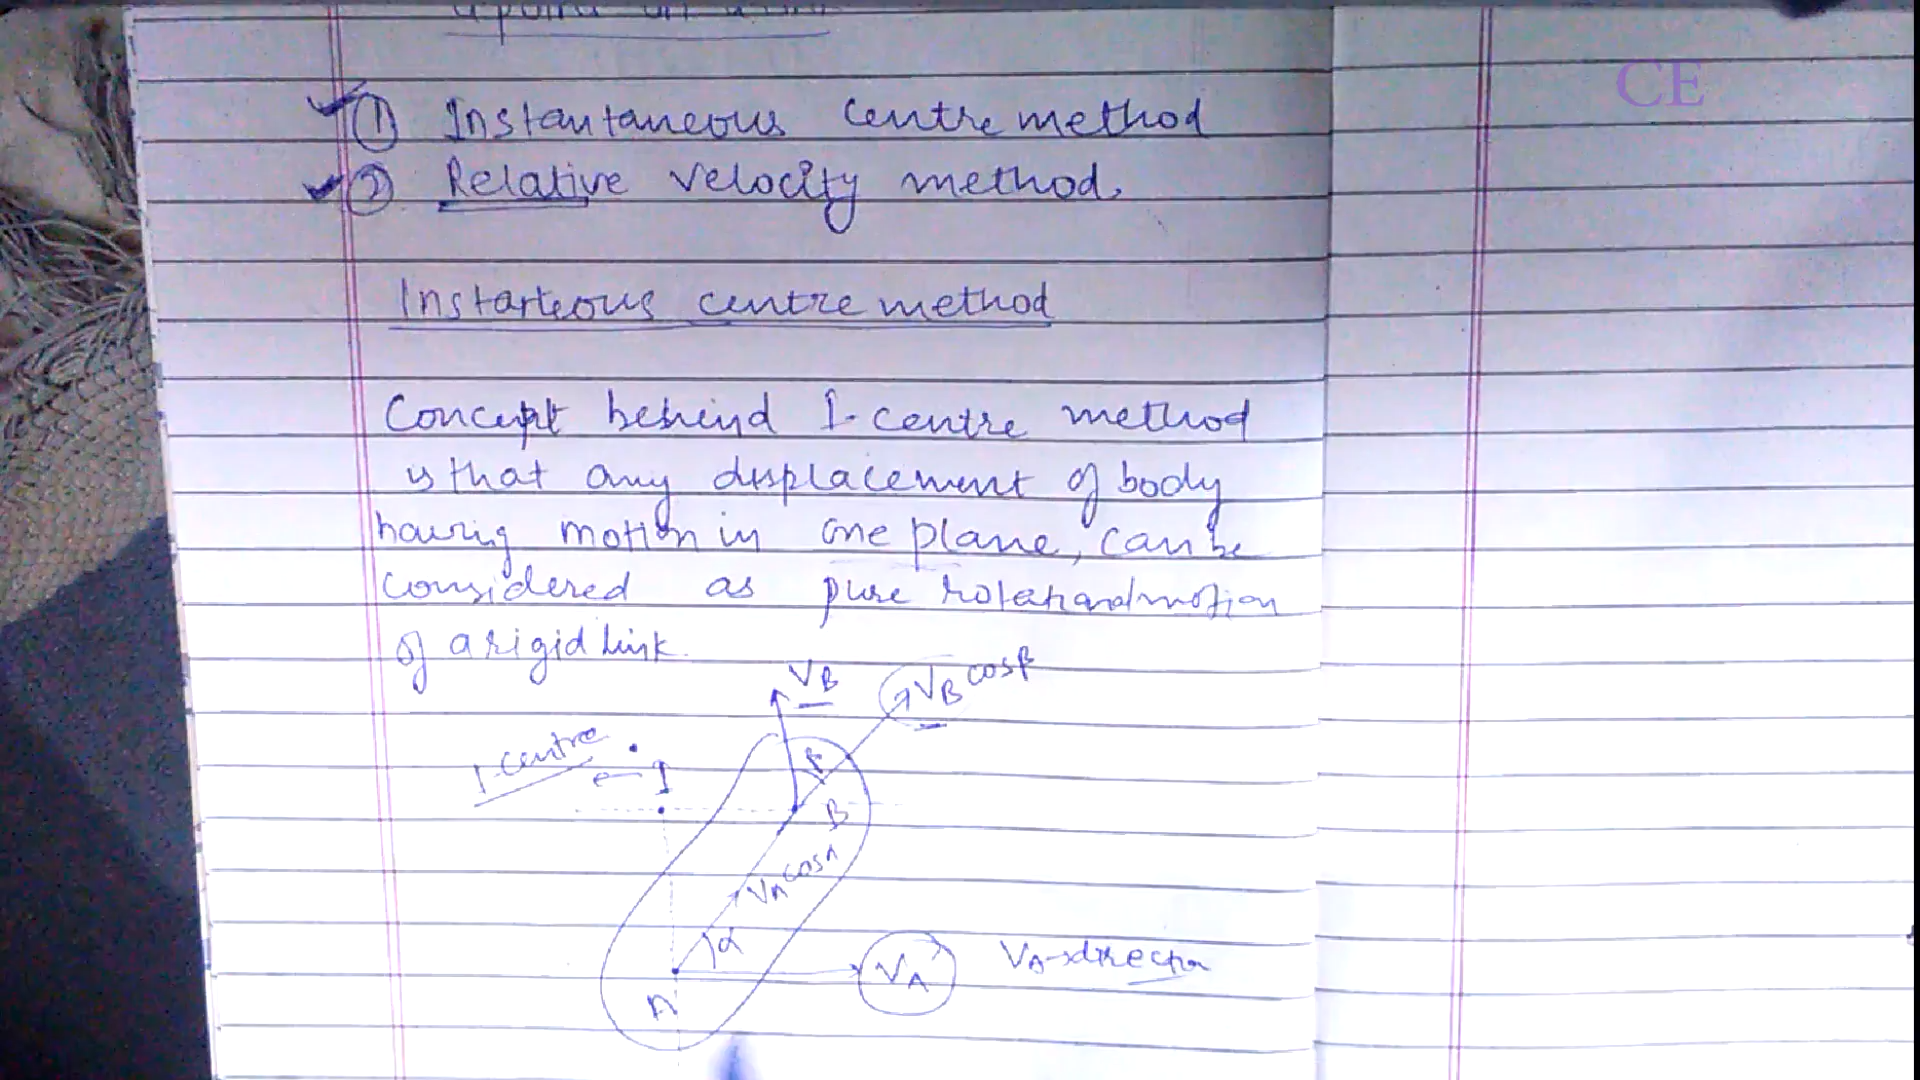 CE
① Instantaneous centre method
② Relative velocity method.
Instanteous centre method
Concept behind I-centre method
is that any displacement of body
having motion in one plane, can be
considered as pure rotational motion
of a rigid link.
VB
VB cosβ
I-centre
I
β
B
VA cosα
α
VA
VA → direction
A